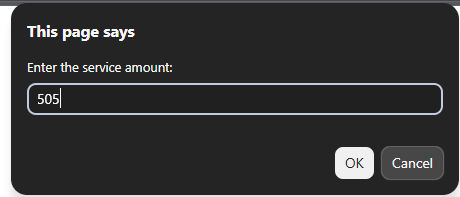 This page says
Enter the service amount:
505
OK Cancel